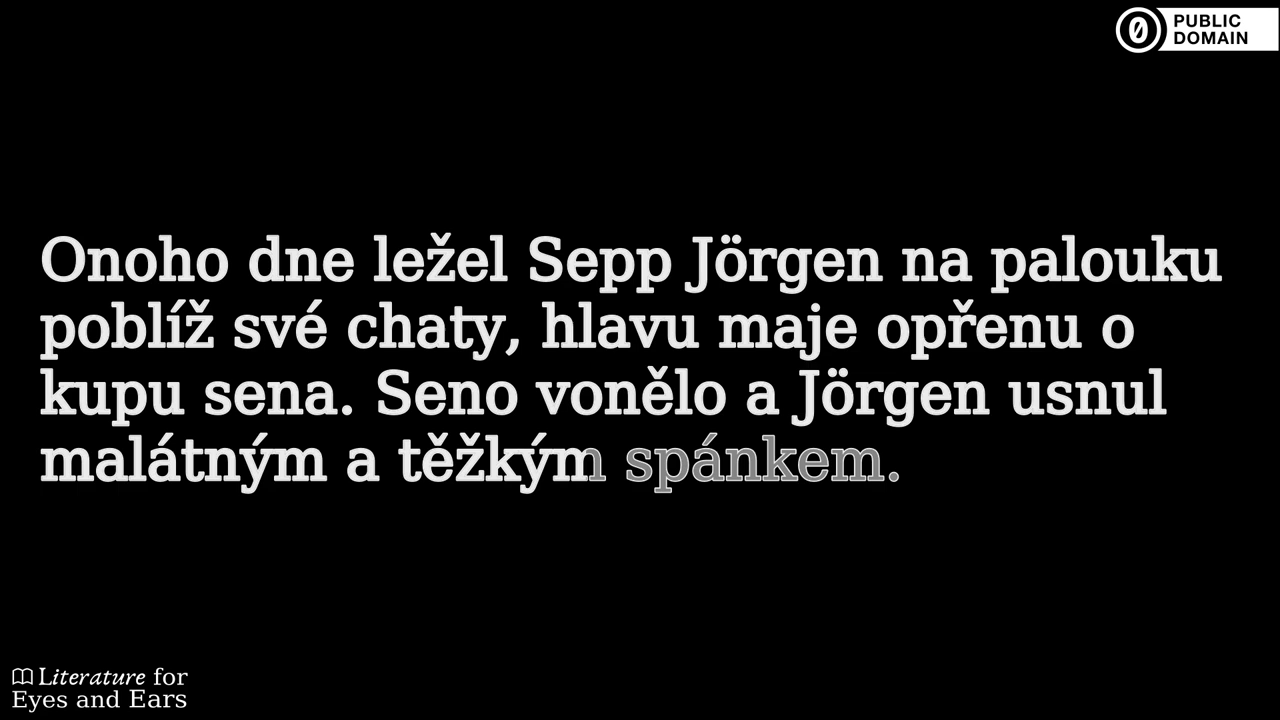 PUBLIC
DOMAIN
Onoho dne ležel Sepp Jörgen na palouku
poblíž své chaty, hlavu maje opřenu o
kupu sena. Seno vonělo a Jörgen usnul
malátným a těžkým spánkem.
Literature for
Eyes and Ears